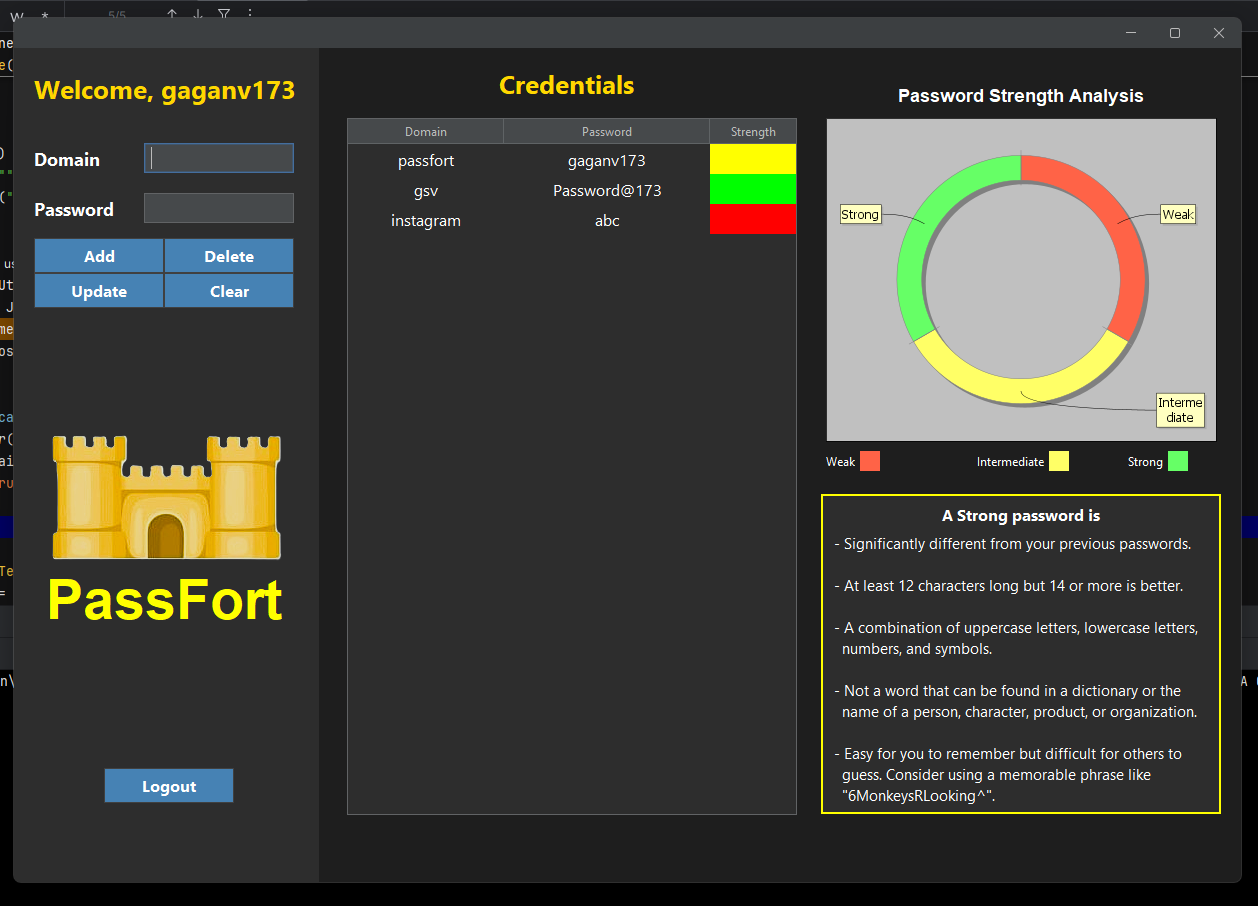 W
*
5/5
Welcome, gaganv173
Domain
Password
Add
Delete
Update
Clear
PassFort
Logout
Credentials
Domain Password Strength
passfort gaganv173
gsv Password@173
instagram abc
Password Strength Analysis
Strong
Weak
Interme
diate
Weak
Intermediate
Strong
A Strong password is
- Significantly different from your previous passwords.
- At least 12 characters long but 14 or more is better.
- A combination of uppercase letters, lowercase letters,
numbers, and symbols.
- Not a word that can be found in a dictionary or the
name of a person, character, product, or organization.
- Easy for you to remember but difficult for others to
guess. Consider using a memorable phrase like
"6MonkeysRLooking^".